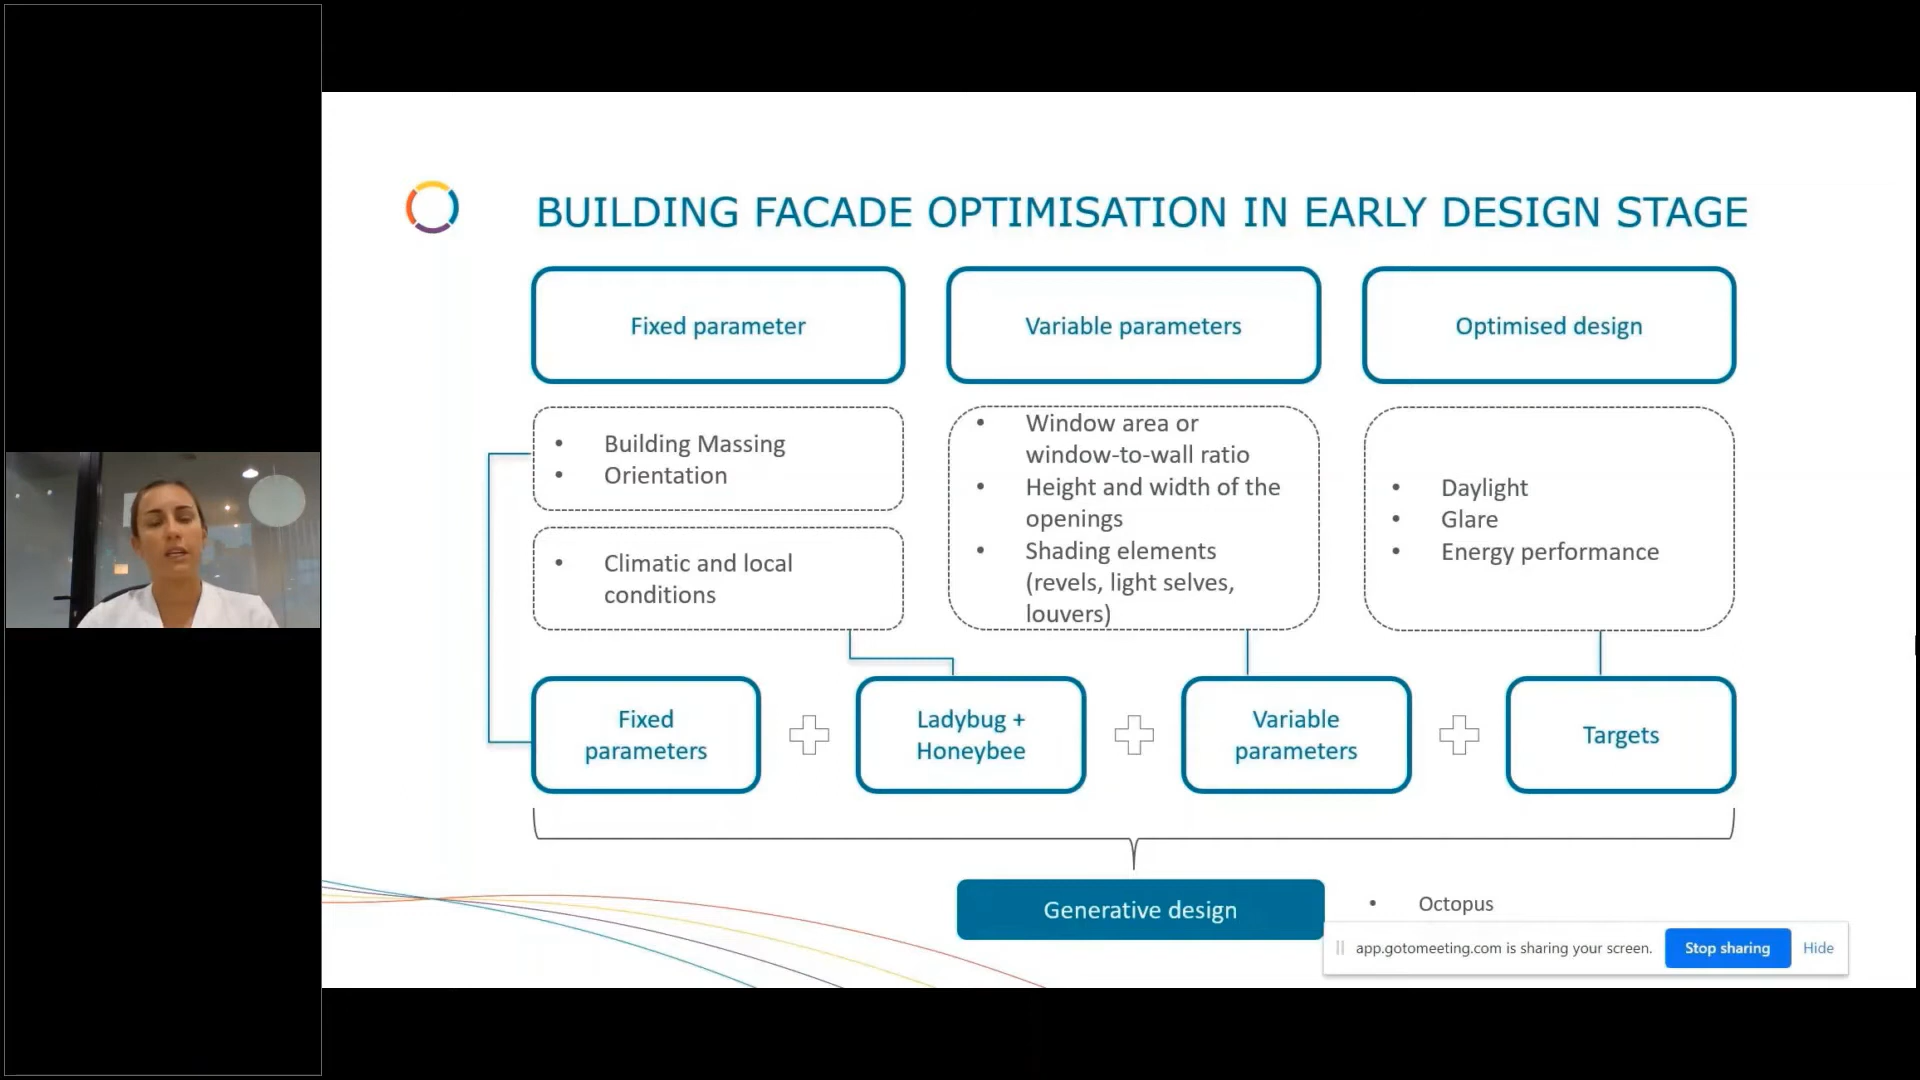 BUILDING FACADE OPTIMISATION IN EARLY DESIGN STAGE
Fixed parameter
Variable parameters
Optimised design
• Building Massing
• Orientation
• Climatic and local
conditions
• Window area or
window-to-wall ratio
• Height and width of the
openings
• Shading elements
(revels, light selves,
louvers)
• Daylight
• Glare
• Energy performance
Fixed
parameters
Ladybug +
Honeybee
Variable
parameters
Targets
Generative design
• Octopus
app.gotomeeting.com is sharing your screen.
Stop sharing
Hide